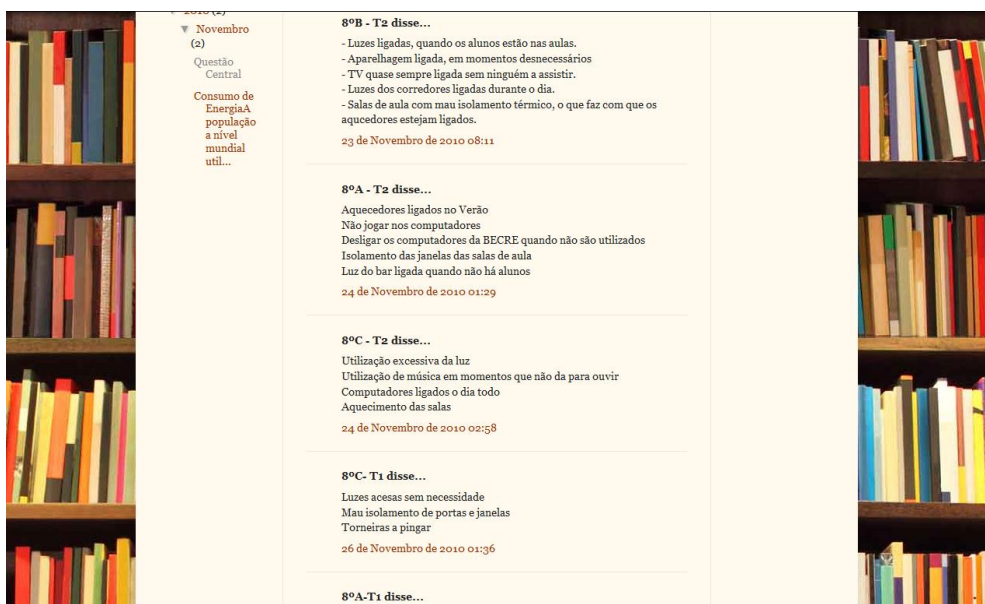 2010 (2)
▼ Novembro
(2)
Questão
Central
Consumo de
EnergiaA
população
a nível
mundial
util...
8ºB - T2 disse...
- Luzes ligadas, quando os alunos estão nas aulas.
- Aparelhagem ligada, em momentos desnecessários
- TV quase sempre ligada sem ninguém a assistir.
- Luzes dos corredores ligadas durante o dia.
- Salas de aula com mau isolamento térmico, o que faz com que os
aqucedores estejam ligados.
23 de Novembro de 2010 08:11
8ºA - T2 disse...
Aquecedores ligados no Verão
Não jogar nos computadores
Desligar os computadores da BECRE quando não são utilizados
Isolamento das janelas das salas de aula
Luz do bar ligada quando não há alunos
24 de Novembro de 2010 01:29
8ºC - T2 disse...
Utilização excessiva da luz
Utilização de música em momentos que não da para ouvir
Computadores ligados o dia todo
Aquecimento das salas
24 de Novembro de 2010 02:58
8ºC- T1 disse...
Luzes acesas sem necessidade
Mau isolamento de portas e janelas
Torneiras a pingar
26 de Novembro de 2010 01:36
8ºA-T1 disse...